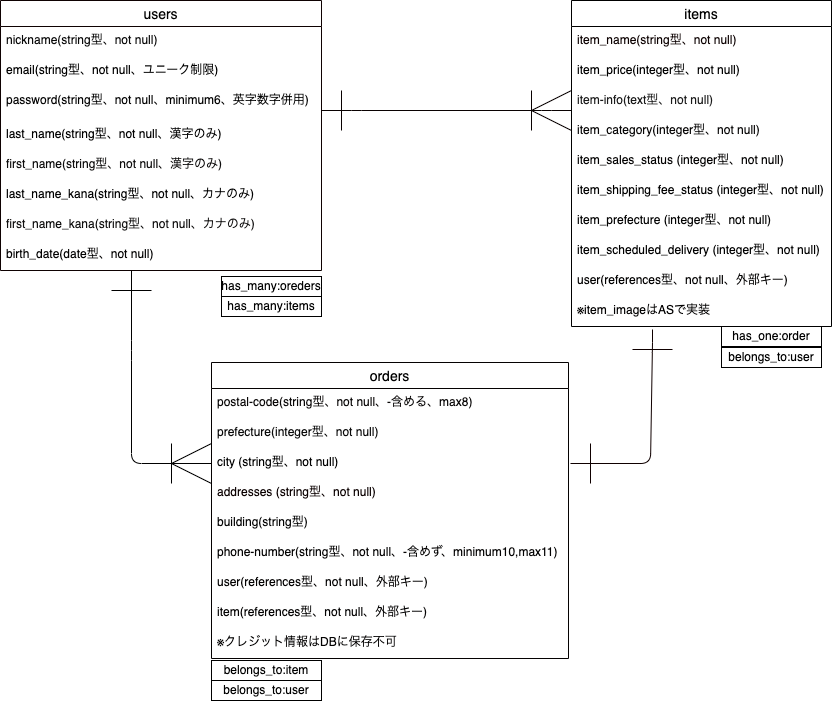 users
nickname(string型、not null)
email(string型、not null、ユニーク制限)
password(string型、not null、minimum6、英字数字併用)
last_name(string型、not null、漢字のみ)
first_name(string型、not null、漢字のみ)
last_name_kana(string型、not null、カナのみ)
first_name_kana(string型、not null、カナのみ)
birth_date(date型、not null)
has_many:oreders
has_many:items
items
item_name(string型、not null)
item_price(integer型、not null)
item-info(text型、not null)
item_category(integer型、not null)
item_sales_status (integer型、not null)
item_shipping_fee_status (integer型、not null)
item_prefecture (integer型、not null)
item_scheduled_delivery (integer型、not null)
user(references型、not null、外部キー)
※item_imageはASで実装
has_one:order
belongs_to:user
orders
postal-code(string型、not null、-含める、max8)
prefecture(integer型、not null)
city (string型、not null)
addresses (string型、not null)
building(string型)
phone-number(string型、not null、-含めず、minimum10,max11)
user(references型、not null、外部キー)
item(references型、not null、外部キー)
※クレジット情報はDBに保存不可
belongs_to:item
belongs_to:user